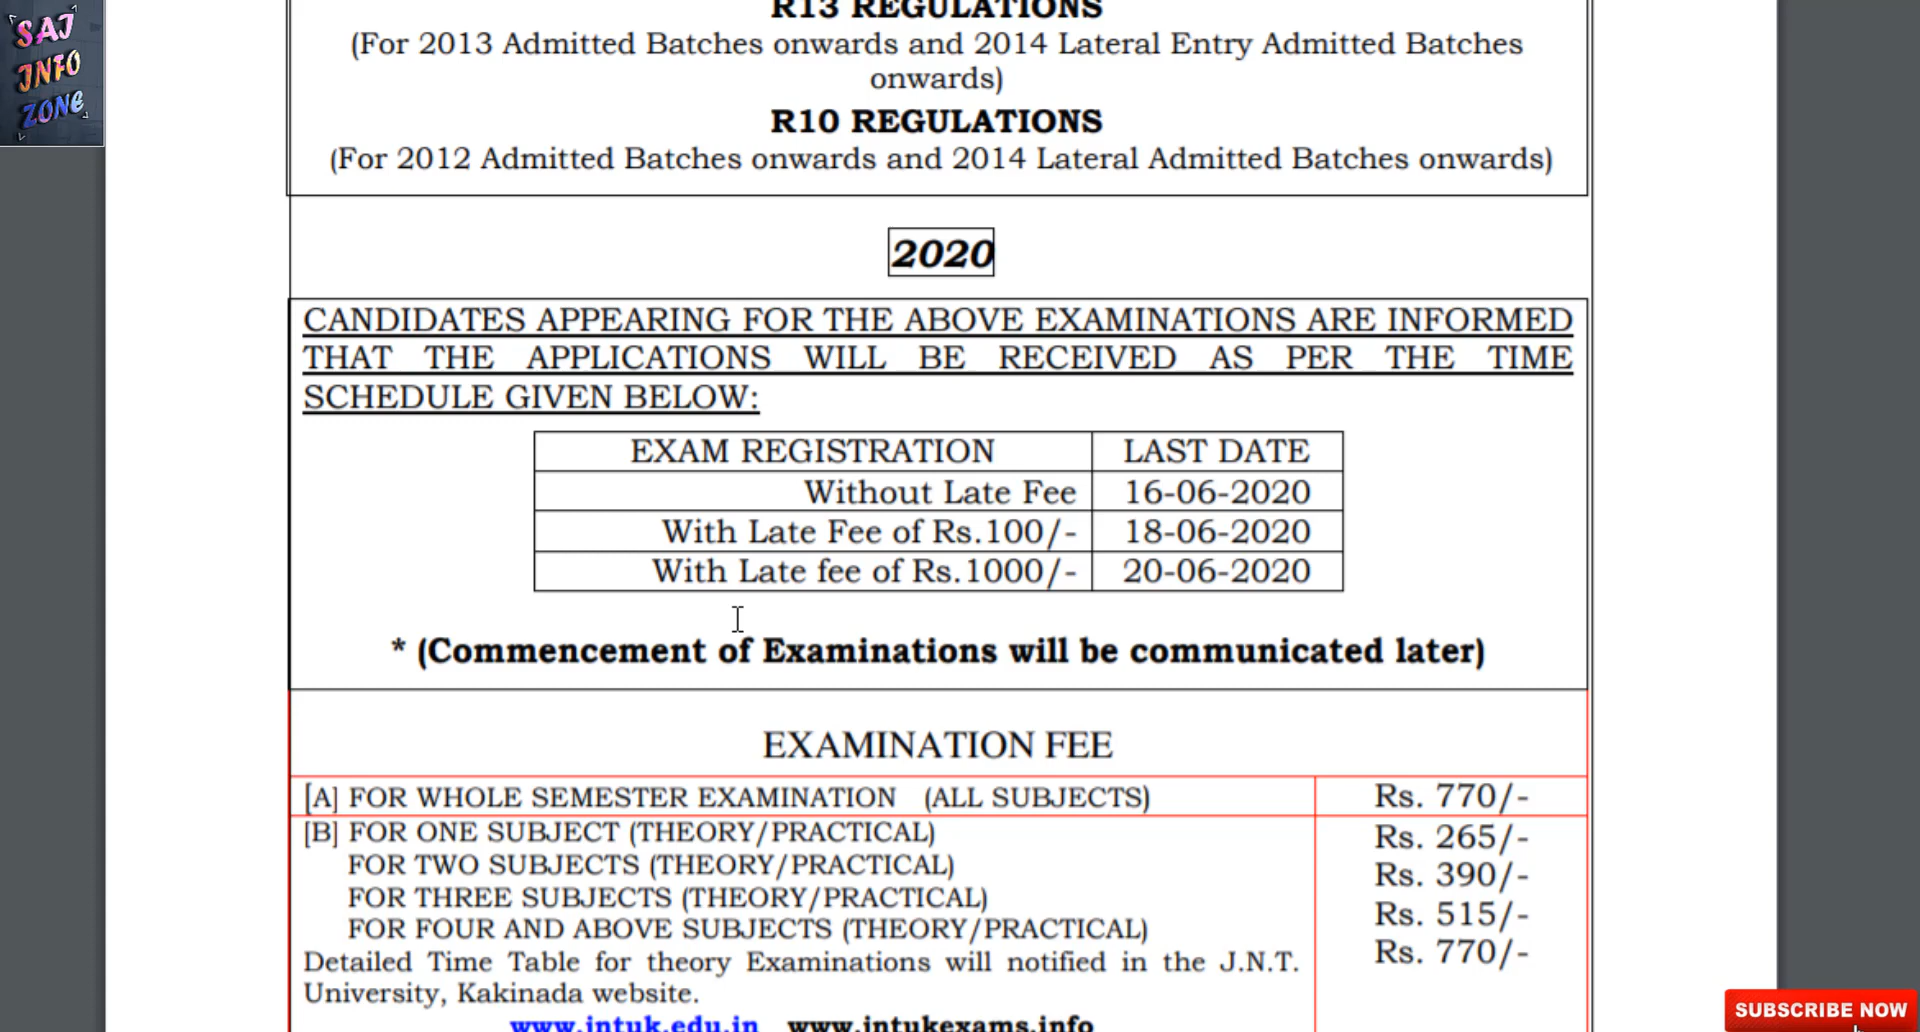 SAJ
INFO
ZONE
R13 REGULATIONS
(For 2013 Admitted Batches onwards and 2014 Lateral Entry Admitted Batches
onwards)
R10 REGULATIONS
(For 2012 Admitted Batches onwards and 2014 Lateral Admitted Batches onwards)
2020
CANDIDATES APPEARING FOR THE ABOVE EXAMINATIONS ARE INFORMED
THAT THE APPLICATIONS WILL BE RECEIVED AS PER THE TIME
SCHEDULE GIVEN BELOW:
EXAM REGISTRATION LAST DATE
Without Late Fee 16-06-2020
With Late Fee of Rs.100/- 18-06-2020
With Late fee of Rs.1000/- 20-06-2020
* (Commencement of Examinations will be communicated later)
EXAMINATION FEE
[A] FOR WHOLE SEMESTER EXAMINATION (ALL SUBJECTS) Rs. 770/-
[B] FOR ONE SUBJECT (THEORY/PRACTICAL) Rs. 265/-
FOR TWO SUBJECTS (THEORY/PRACTICAL) Rs. 390/-
FOR THREE SUBJECTS (THEORY/PRACTICAL) Rs. 515/-
FOR FOUR AND ABOVE SUBJECTS (THEORY/PRACTICAL) Rs. 770/-
Detailed Time Table for theory Examinations will notified in the J.N.T.
University, Kakinada website.
www.jntuk.edu.in www.jntukexams.info
SUBSCRIBE NOW